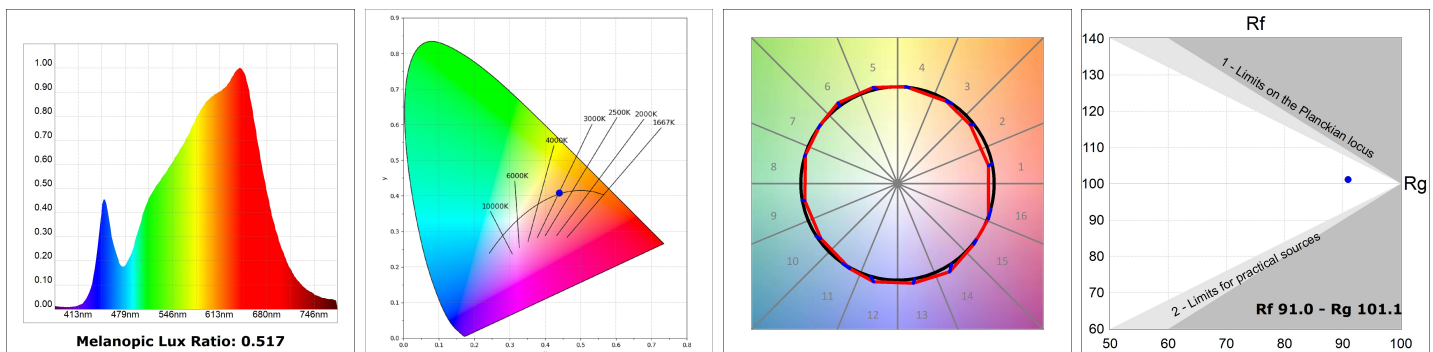 1.00
0.90
0.80
0.70
0.60
0.50
0.40
0.30
0.20
0.10
0.00
413nm 479nm 546nm 613nm 680nm 746nm
Melanopic Lux Ratio: 0.517
0.9
0.8
0.7
0.6
0.5
0.4
0.3
0.2
0.1
0.0
y
1667K
2000K
2500K
3000K
4000K
6000K
10000K
0.0 0.1 0.2 0.3 0.4 0.5 0.6 0.7 0.8
1
2
3
4
5
6
7
8
9
10
11
12
13
14
15
16
Rf
140
130
120
110
100
90
80
70
60
1 - Limits on the Planckian locus
Rg
2 - Limits for practical sources
Rf 91.0 - Rg 101.1
50 60 70 80 90 100